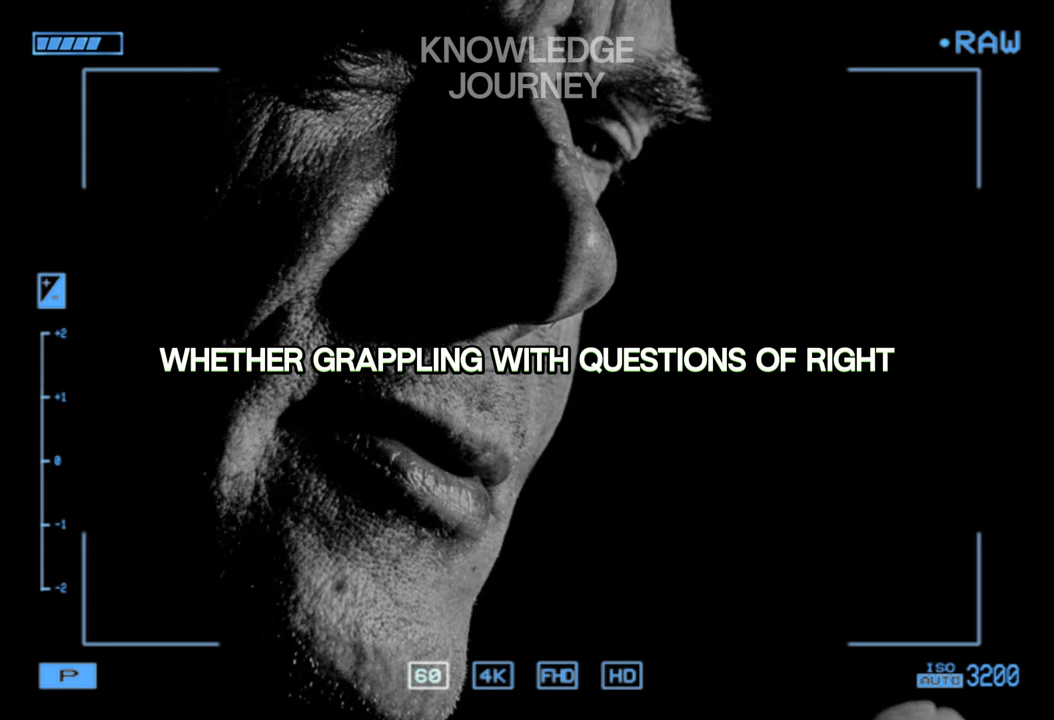 KNOWLEDGE
JOURNEY
•RAW
WHETHER GRAPPLING WITH QUESTIONS OF RIGHT
+2
+1
0
-1
-2
P
60 4K FHD HD
ISO
AUTO 3200